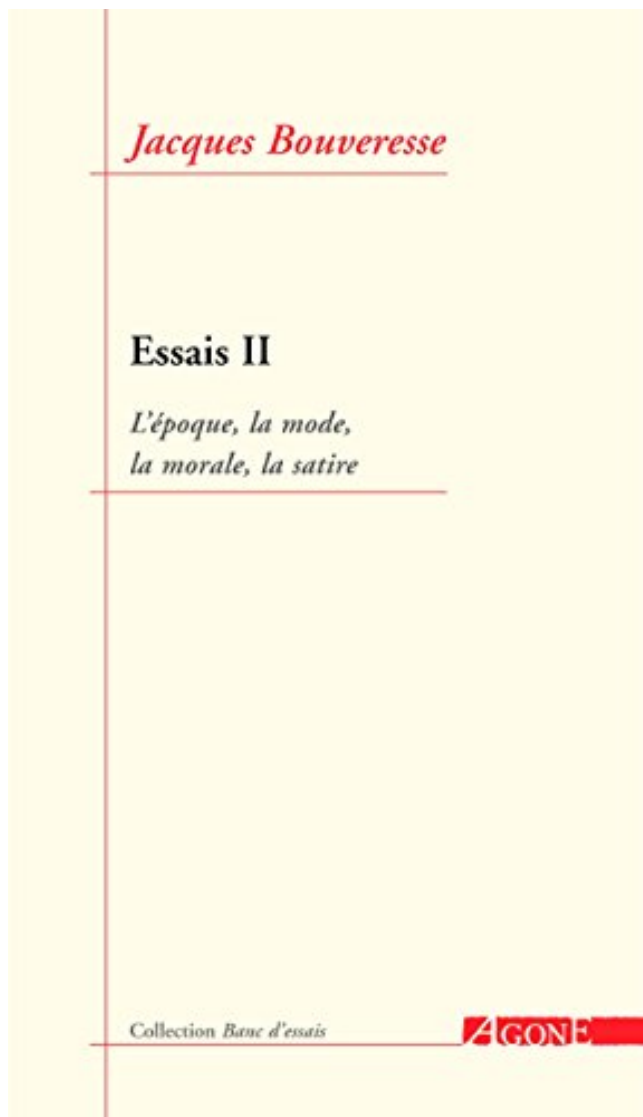 Jacques Bouveresse
Essais II
L'époque, la mode,
la morale, la satire
Collection Banc d'essais
AGONE